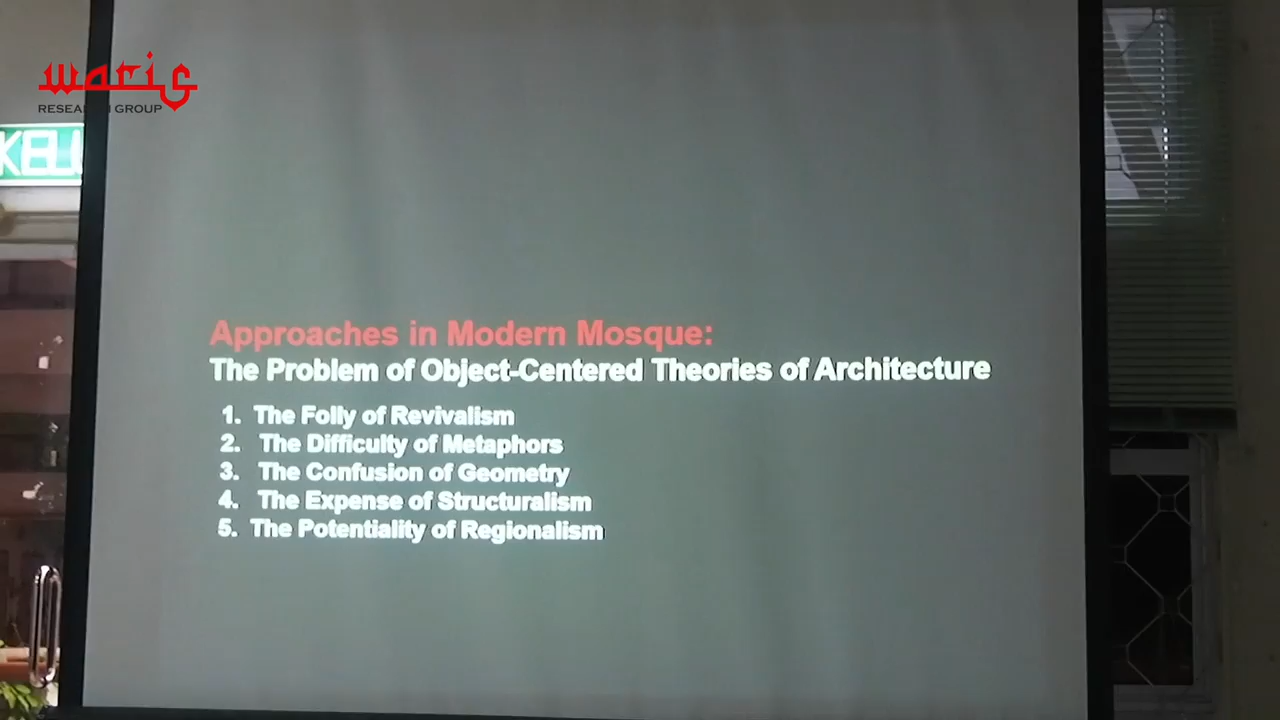 waris
RESEARCH GROUP
KELU
Approaches in Modern Mosque:
The Problem of Object-Centered Theories of Architecture
1. The Folly of Revivalism
2. The Difficulty of Metaphors
3. The Confusion of Geometry
4. The Expense of Structuralism
5. The Potentiality of Regionalism